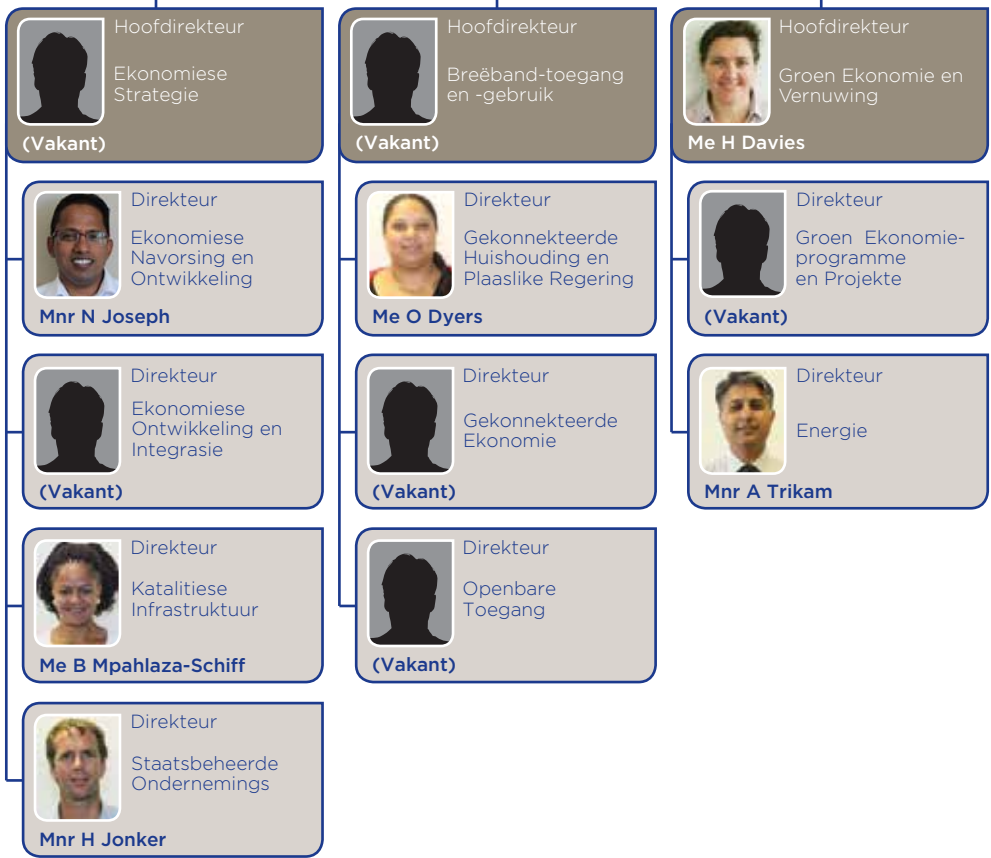 Hoofdirekteur
Ekonomiese
Strategie
(Vakant)
Direkteur
Ekonomiese
Navorsing en
Ontwikkeling
Mnr N Joseph
Direkteur
Ekonomiese
Ontwikkeling en
Integrasie
(Vakant)
Direkteur
Katalitiese
Infrastruktuur
Me B Mpahlaza-Schiff
Direkteur
Staatsbeheerde
Ondernemings
Mnr H Jonker
Hoofdirekteur
Breëband-toegang
en -gebruik
(Vakant)
Direkteur
Gekonnekteerde
Huishouding en
Plaaslike Regering
Me O Dyers
Direkteur
Gekonnekteerde
Ekonomie
(Vakant)
Direkteur
Openbare
Toegang
(Vakant)
Hoofdirekteur
Groen Ekonomie en
Vernuwing
Me H Davies
Direkteur
Groen Ekonomie-
programme
en Projekte
(Vakant)
Direkteur
Energie
Mnr A Trikam